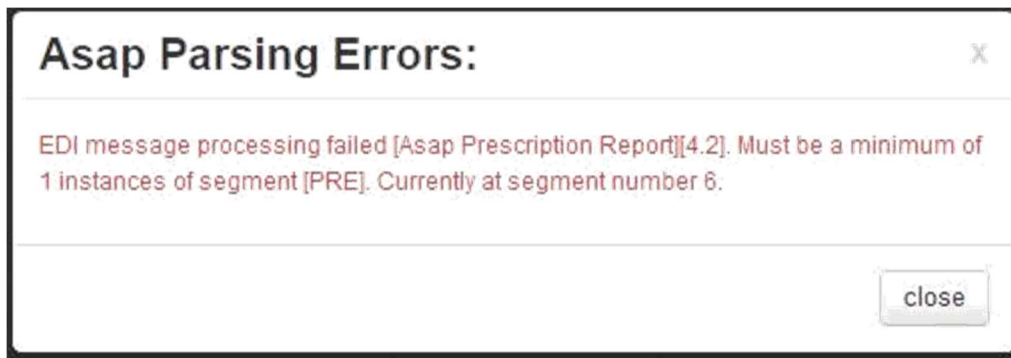 Asap Parsing Errors:
x
EDI message processing failed [Asap Prescription Report][4.2]. Must be a minimum of
1 instances of segment [PRE]. Currently at segment number 6.
close